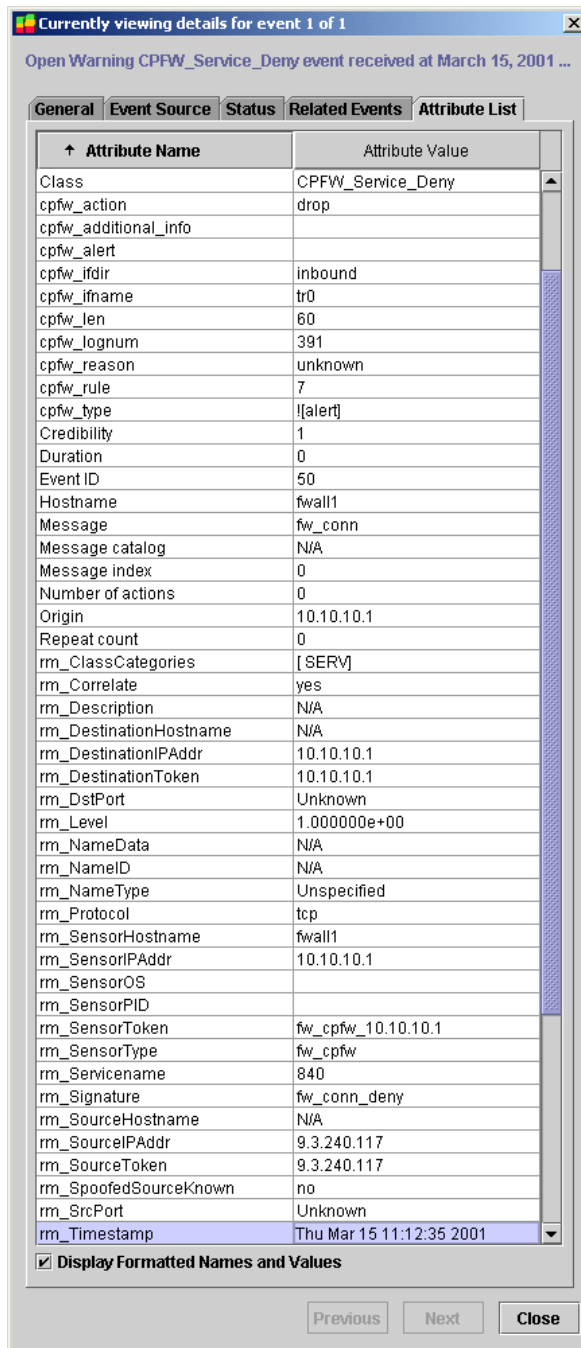 Currently viewing details for event 1 of 1
Open Warning CPFW_Service_Deny event received at March 15, 2001 ...
General Event Source Status Related Events Attribute List
Attribute Name Attribute Value
Class CPFW_Service_Deny
cpfw_action drop
cpfw_additional_info
cpfw_alert
cpfw_ifdir inbound
cpfw_ifname tr0
cpfw_len 60
cpfw_lognum 391
cpfw_reason unknown
cpfw_rule 7
cpfw_type ![alert]
Credibility 1
Duration 0
Event ID 50
Hostname fwall1
Message fw_conn
Message catalog N/A
Message index 0
Number of actions 0
Origin 10.10.10.1
Repeat count 0
rm_ClassCategories [ SERV]
rm_Correlate yes
rm_Description N/A
rm_DestinationHostname N/A
rm_DestinationIPAddr 10.10.10.1
rm_DestinationToken 10.10.10.1
rm_DstPort Unknown
rm_Level 1.000000e+00
rm_NameData N/A
rm_NameID N/A
rm_NameType Unspecified
rm_Protocol tcp
rm_SensorHostname fwall1
rm_SensorIPAddr 10.10.10.1
rm_SensorOS
rm_SensorPID
rm_SensorToken fw_cpfw_10.10.10.1
rm_SensorType fw_cpfw
rm_Servicename 840
rm_Signature fw_conn_deny
rm_SourceHostname N/A
rm_SourceIPAddr 9.3.240.117
rm_SourceToken 9.3.240.117
rm_SpoofedSourceKnown no
rm_SrcPort Unknown
rm_Timestamp Thu Mar 15 11:12:35 2001
Display Formatted Names and Values
Previous Next Close